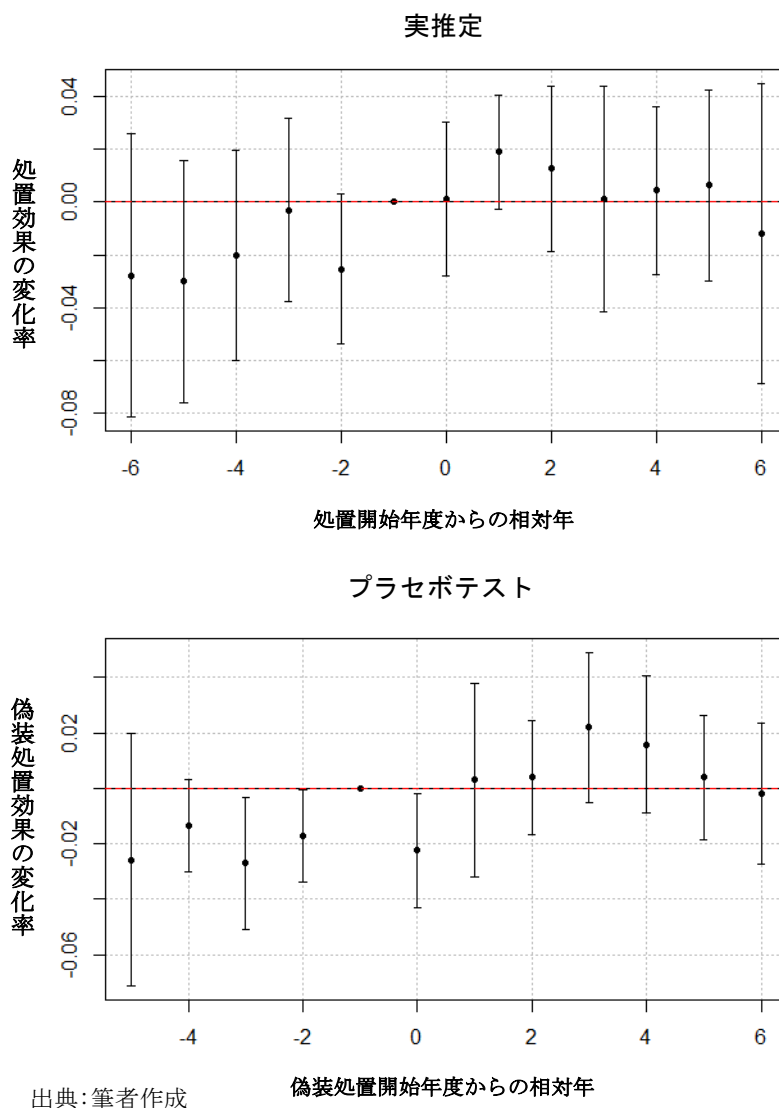 実推定
処置効果の変化率
0.04
0.00
-0.04
-0.08
-6 -4 -2 0 2 4 6
処置開始年度からの相対年
プラセボテスト
偽装処置効果の変化率
0.02
-0.02
-0.06
-4 -2 0 2 4 6
偽装処置開始年度からの相対年
出典:筆者作成